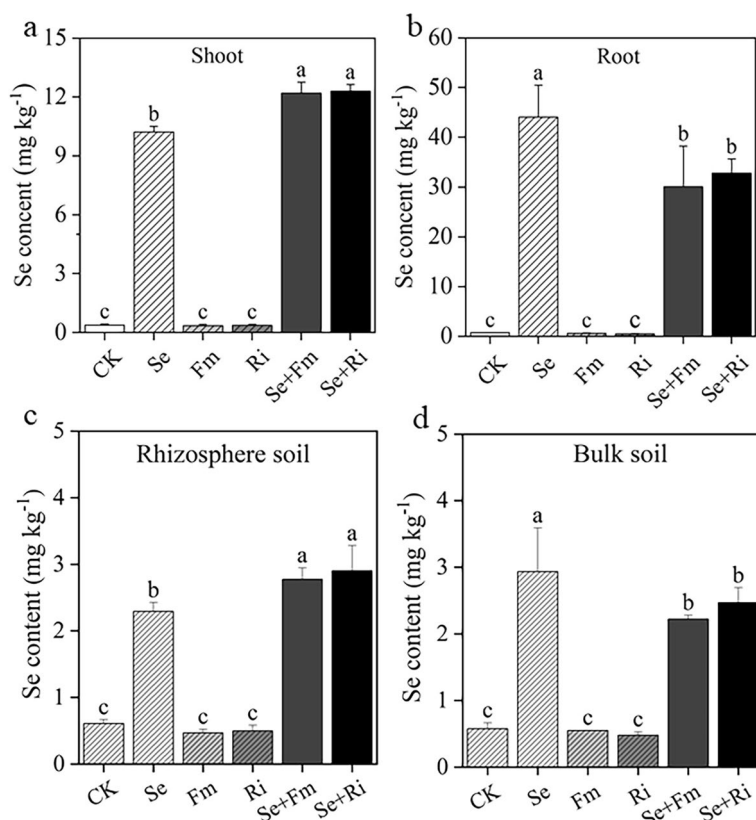 a
Shoot
Se concent (mg kg⁻¹)
15
12
9
6
3
0
c
b
c
c
a
a
CK
Se
Fm
Ri
Se+Fm
Se+Ri
b
Root
Se concent (mg kg⁻¹)
60
50
40
30
20
10
0
c
a
c
c
b
b
CK
Se
Fm
Ri
Se+Fm
Se+Ri
c
Rhizosphere soil
Se content (mg kg⁻¹)
5
4
3
2
1
0
c
b
c
c
a
a
CK
Se
Fm
Ri
Se+Fm
Se+Ri
d
Bulk soil
Se content (mg kg⁻¹)
5
4
3
2
1
0
c
a
c
c
b
b
CK
Se
Fm
Ri
Se+Fm
Se+Ri